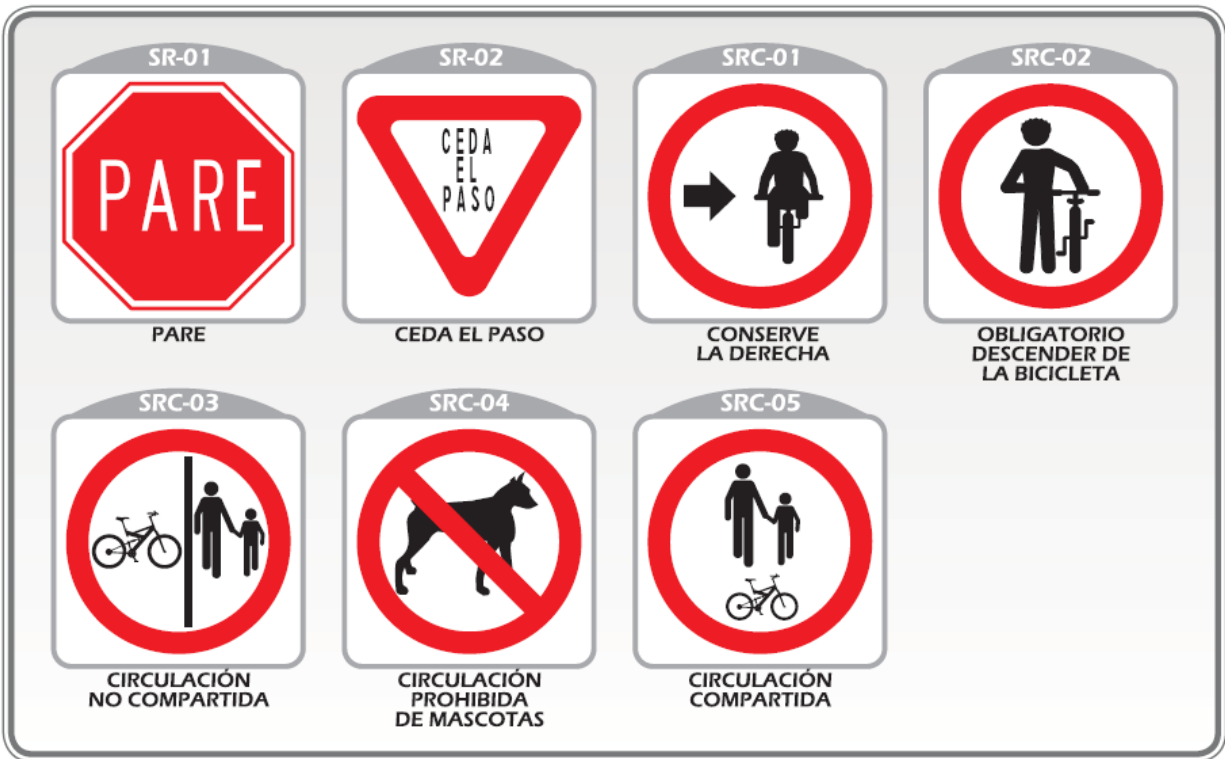 SR-01
SR-02
SRC-01
SRC-02
PARE
CEDA
EL
PASO
PARE
CEDA EL PASO
CONSERVE
LA DERECHA
OBLIGATORIO
DESCENDER DE
LA BICICLETA
SRC-03
SRC-04
SRC-05
CIRCULACIÓN
NO COMPARTIDA
CIRCULACIÓN
PROHIBIDA
DE MASCOTAS
CIRCULACIÓN
COMPARTIDA